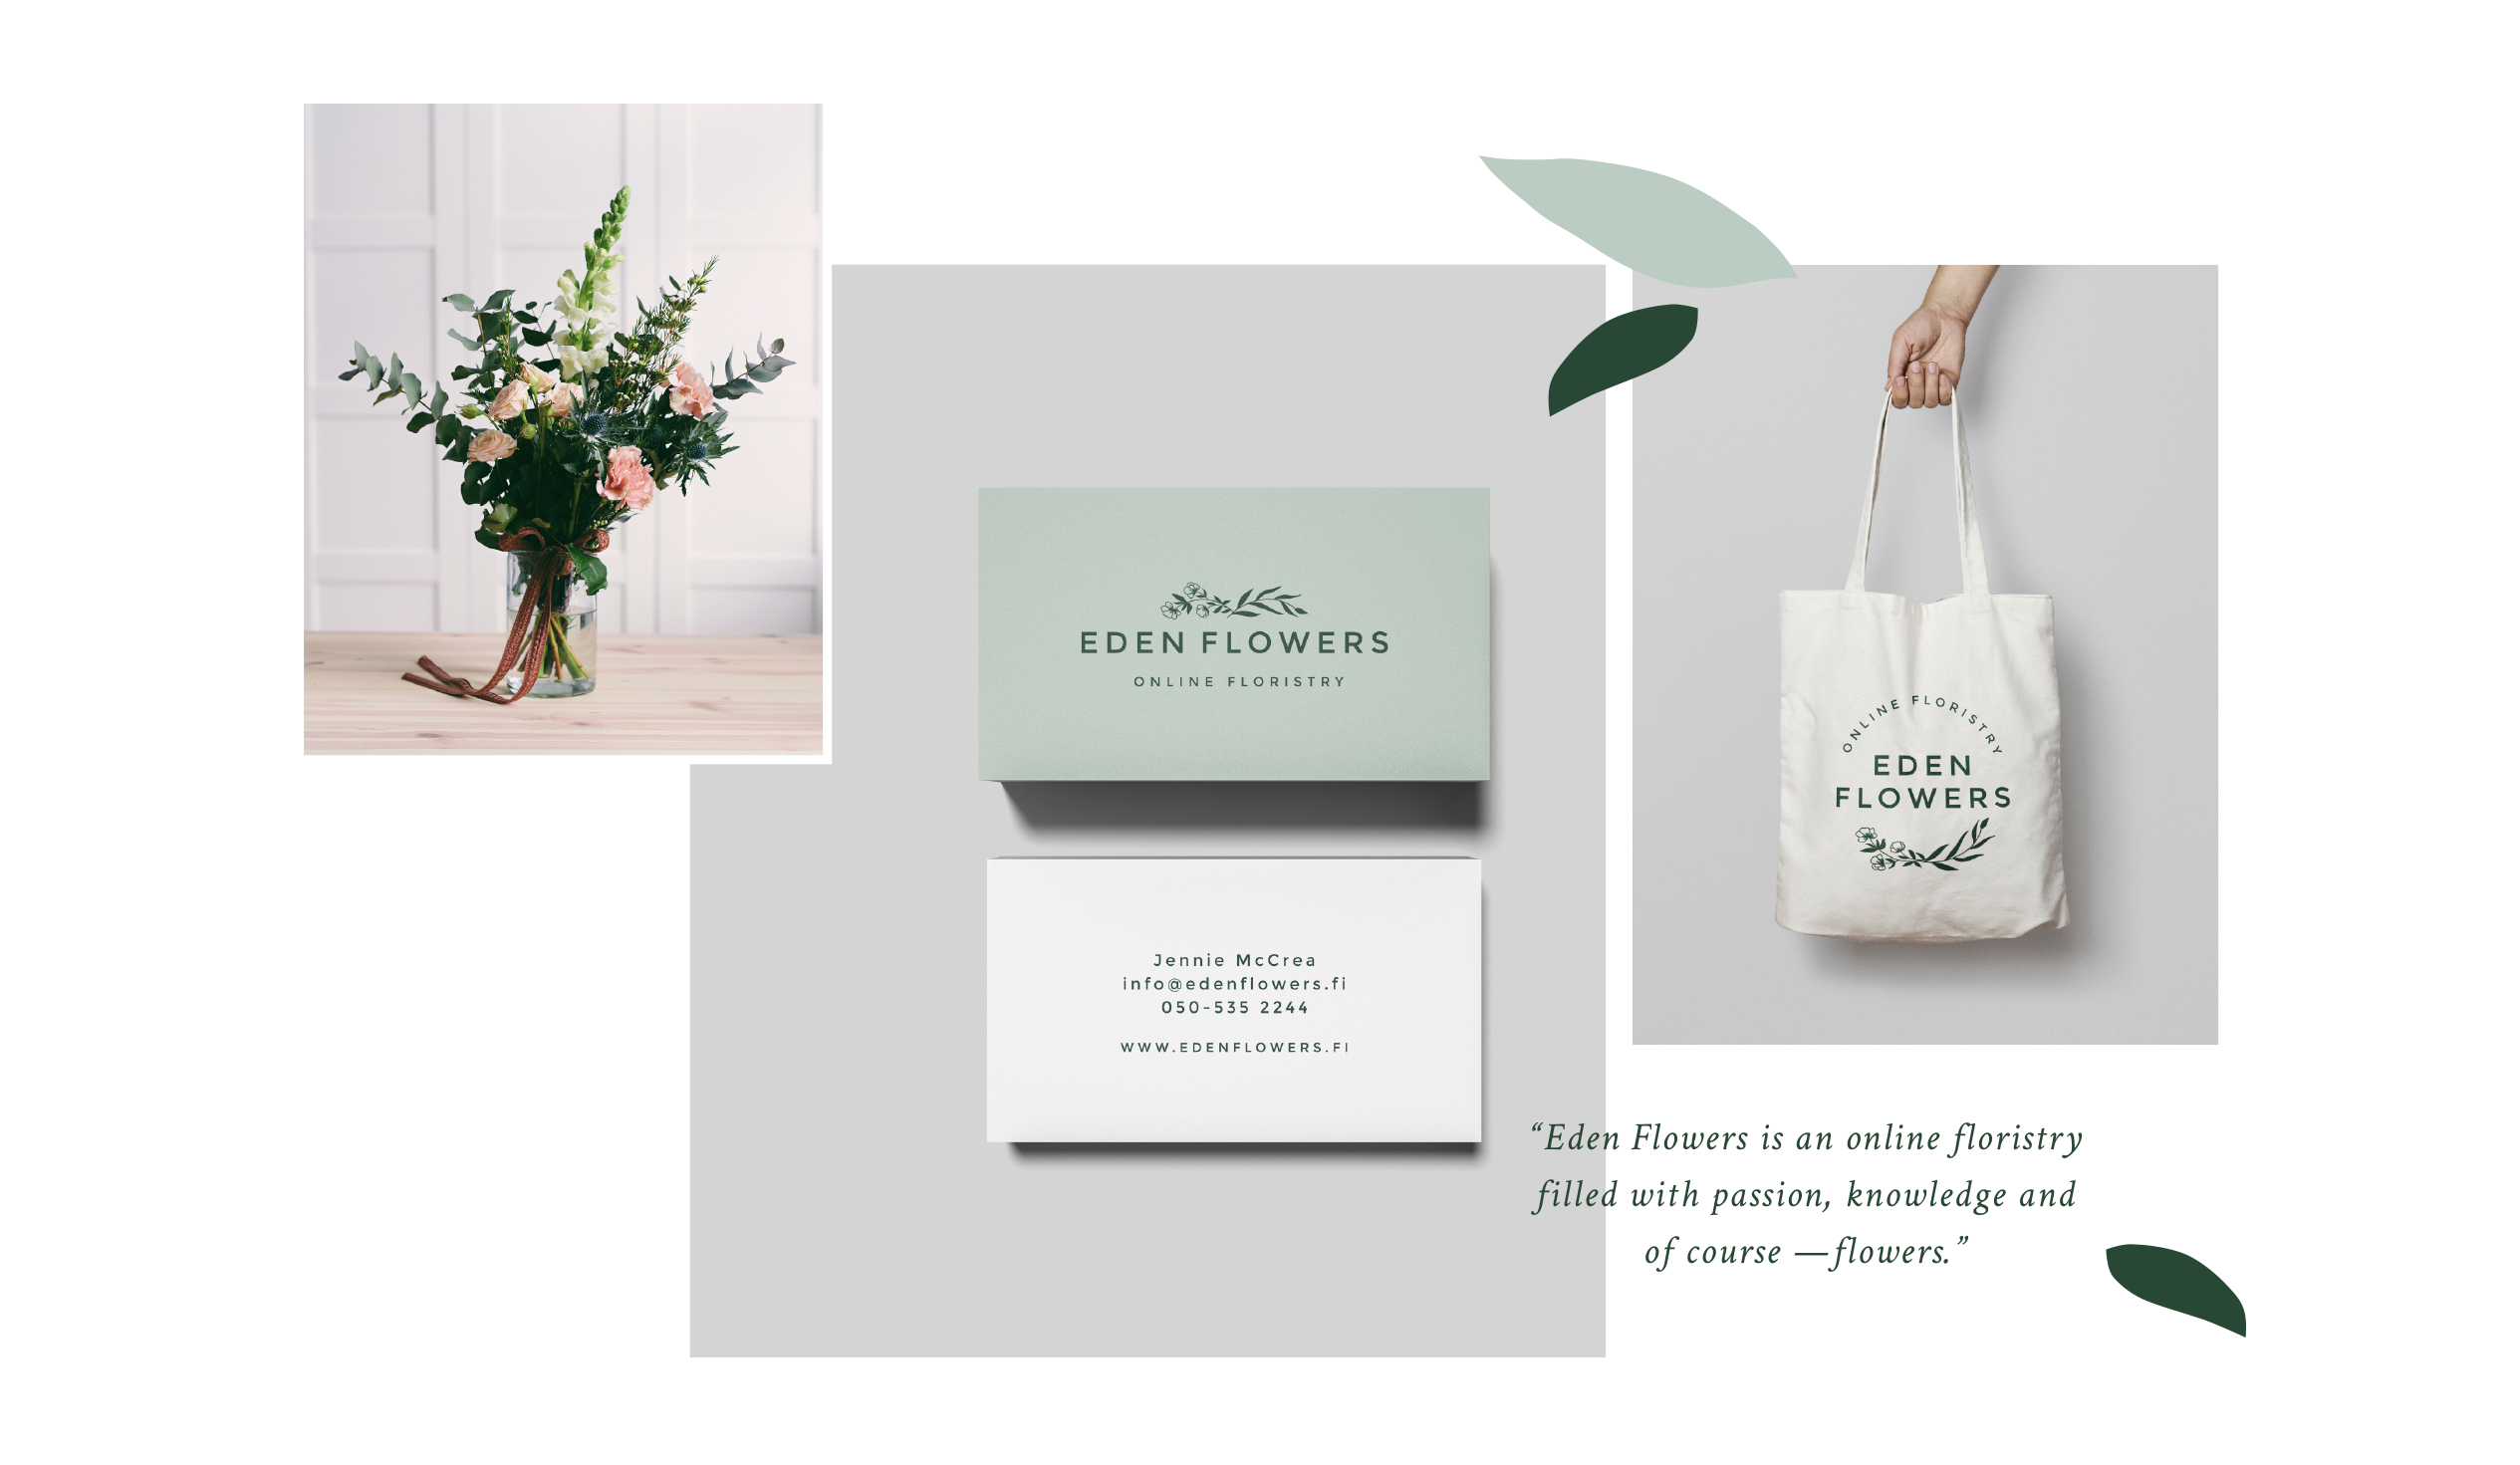 EDEN FLOWERS
ONLINE FLORISTRY
Jennie McCrea
info@edenflowers.fi
050-535 2244
WWW.EDENFLOWERS.FI
ONLINE FLORISTRY
EDEN
FLOWERS
“Eden Flowers is an online floristry
filled with passion, knowledge and
of course —flowers.”